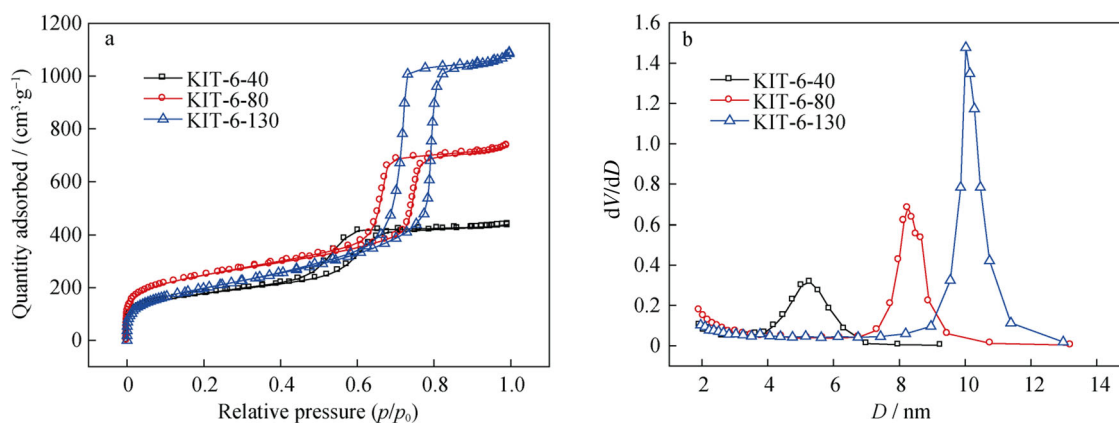 a
KIT-6-40
KIT-6-80
KIT-6-130
Quantity adsorbed / (cm³·g⁻¹)
1200
1000
800
600
400
200
0
0 0.2 0.4 0.6 0.8 1.0
Relative pressure (p/p₀)
b
KIT-6-40
KIT-6-80
KIT-6-130
dV/dD
1.6
1.4
1.2
1.0
0.8
0.6
0.4
0.2
0
2 4 6 8 10 12 14
D / nm